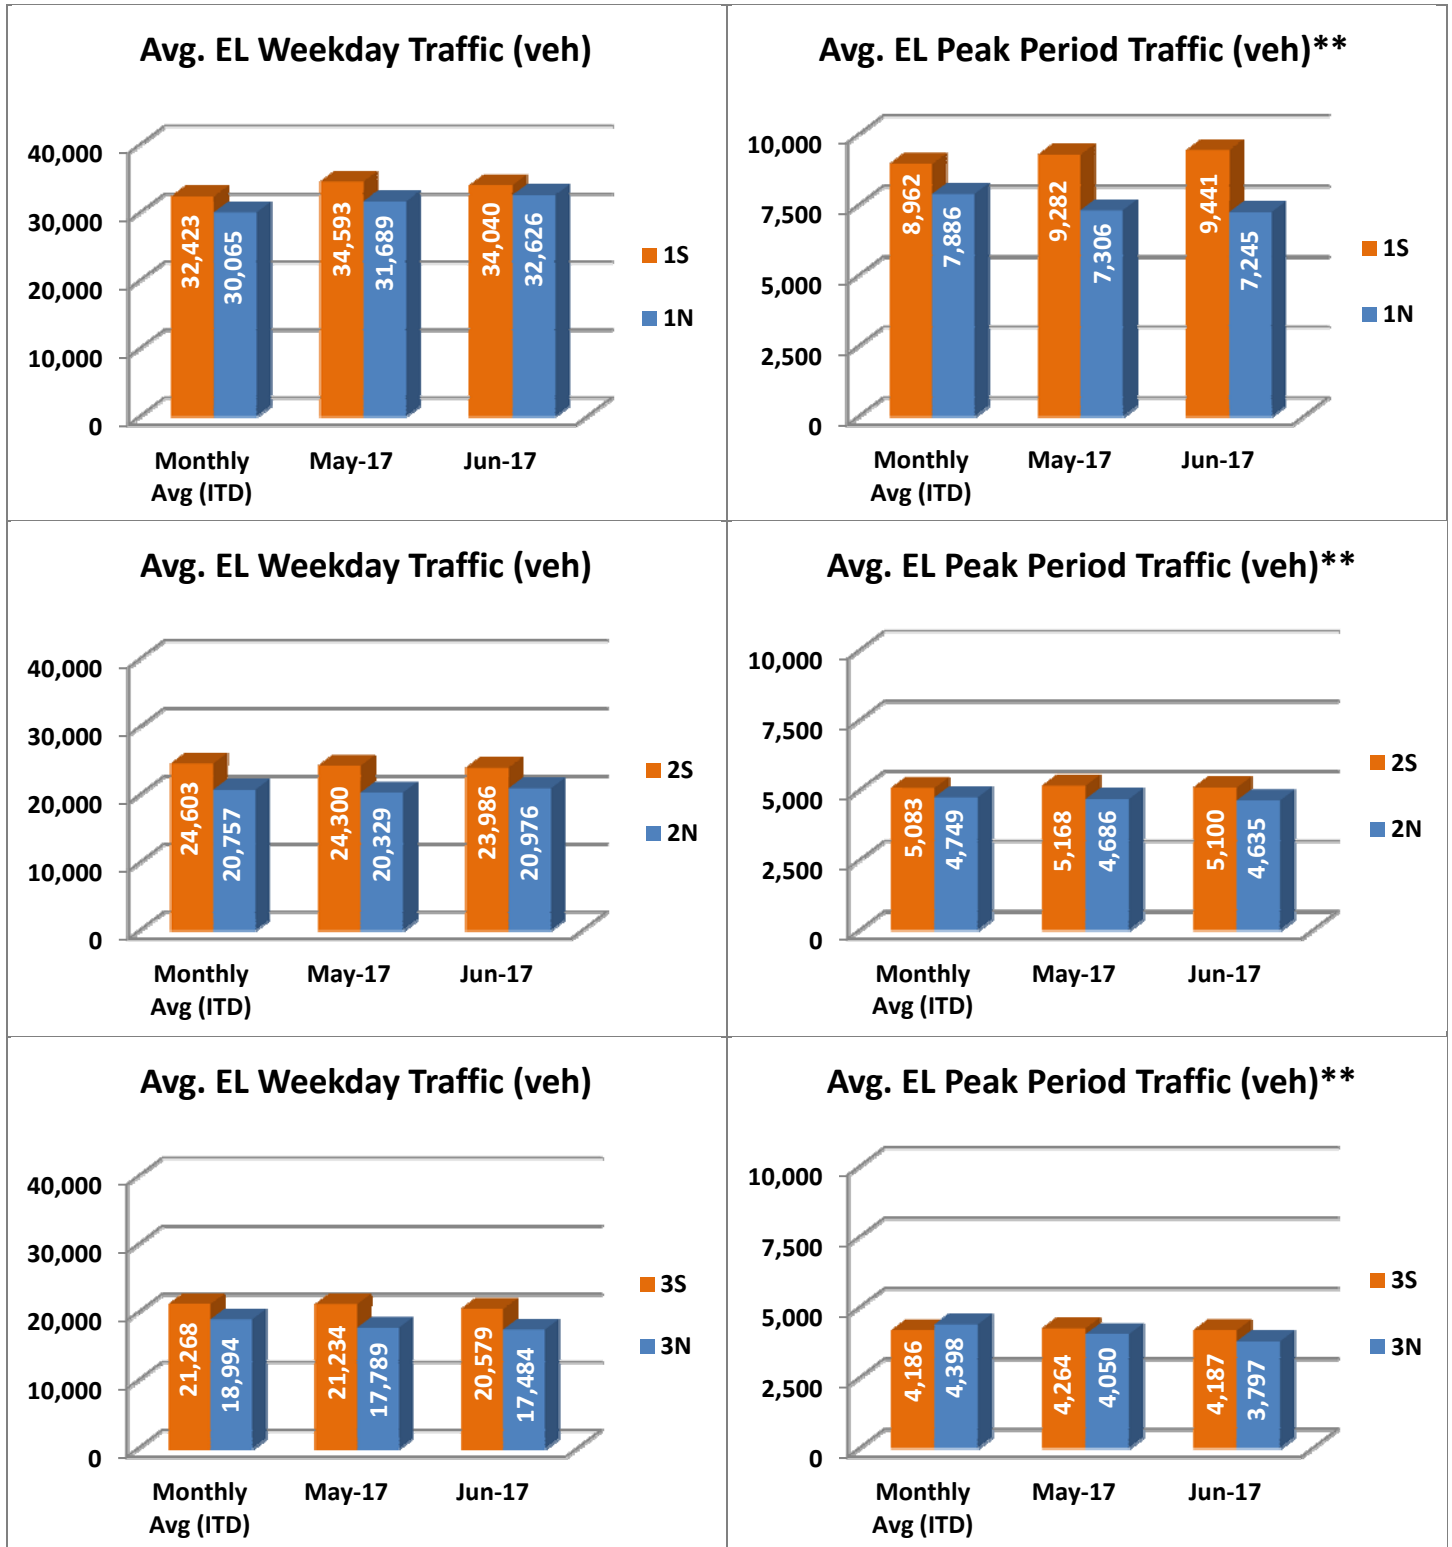 Avg. EL Weekday Traffic (veh)
40,000
30,000
20,000
10,000
0
32,423
30,065
34,593
31,689
34,040
32,626
1S
1N
Monthly
Avg (ITD)
May-17
Jun-17
Avg. EL Peak Period Traffic (veh)**
10,000
7,500
5,000
2,500
0
8,962
7,886
9,282
7,306
9,441
7,245
1S
1N
Monthly
Avg (ITD)
May-17
Jun-17
Avg. EL Weekday Traffic (veh)
40,000
30,000
20,000
10,000
0
24,603
20,757
24,300
20,329
23,986
20,976
2S
2N
Monthly
Avg (ITD)
May-17
Jun-17
Avg. EL Peak Period Traffic (veh)**
10,000
7,500
5,000
2,500
0
5,083
4,749
5,168
4,686
5,100
4,635
2S
2N
Monthly
Avg (ITD)
May-17
Jun-17
Avg. EL Weekday Traffic (veh)
40,000
30,000
20,000
10,000
0
21,268
18,994
21,234
17,789
20,579
17,484
3S
3N
Monthly
Avg (ITD)
May-17
Jun-17
Avg. EL Peak Period Traffic (veh)**
10,000
7,500
5,000
2,500
0
4,186
4,398
4,264
4,050
4,187
3,797
3S
3N
Monthly
Avg (ITD)
May-17
Jun-17